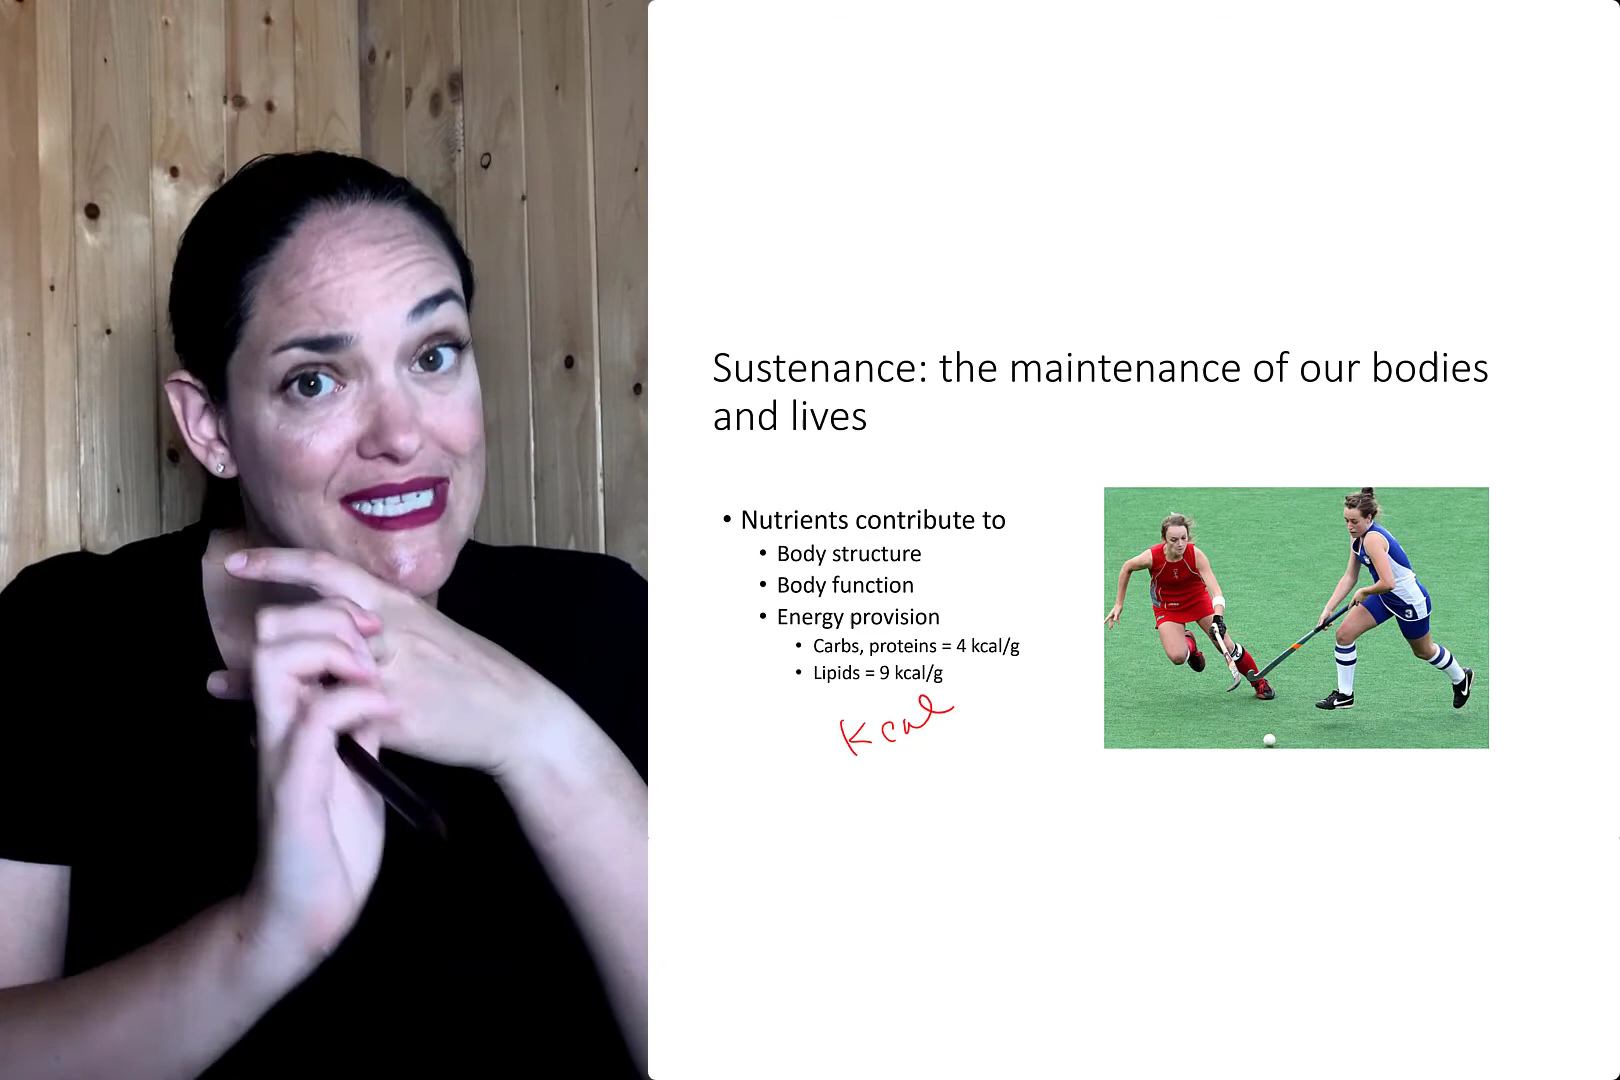 Sustenance: the maintenance of our bodies
and lives
• Nutrients contribute to
• Body structure
• Body function
• Energy provision
• Carbs, proteins = 4 kcal/g
• Lipids = 9 kcal/g
Kcal
3